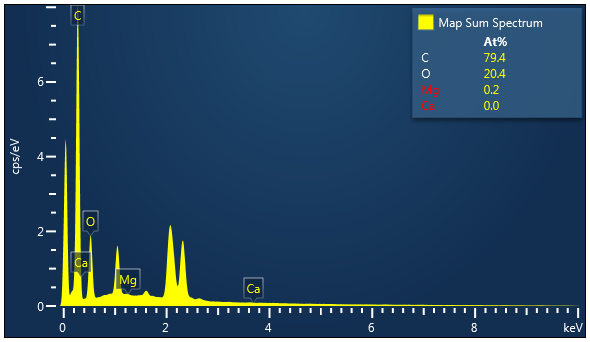 Map Sum Spectrum
At%
C 79.4
O 20.4
Mg 0.2
Ca 0.0
C
6
cps/eV
4
O
2
Ca
Mg
Ca
0
0 2 4 6 8 keV